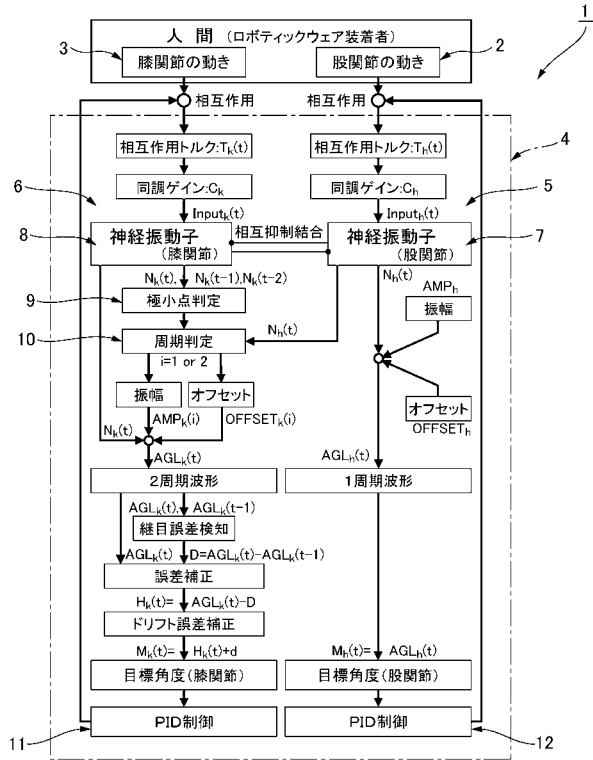 1
人 間 (ロボティックウェア装着者)
3
膝関節の動き
股関節の動き
2
相互作用
相互作用
4
相互作用トルク:Tk(t)
相互作用トルク:Th(t)
6
同調ゲイン:Ck
同調ゲイン:Ch
5
Inputk(t)
Inputh(t)
8
神経振動子
(膝関節)
相互抑制結合
神経振動子
(股関節)
7
Nk(t), Nk(t-1),Nk(t-2)
Nh(t)
AMPh
9
極小点判定
振幅
10
周期判定
Nh(t)
i=1 or 2
振幅
オフセット
オフセット
AMPk(i)
OFFSETk(i)
OFFSETh
Nk(t)
AGLk(t)
AGLh(t)
2周期波形
1周期波形
AGLk(t), AGLk(t-1)
継目誤差検知
AGLk(t)
D=AGLk(t)-AGLk(t-1)
誤差補正
Hk(t)= AGLk(t)-D
ドリフト誤差補正
Mk(t)= Hk(t)+d
Mh(t)= AGLh(t)
目標角度(膝関節)
目標角度(股関節)
PID制御
PID制御
11
12